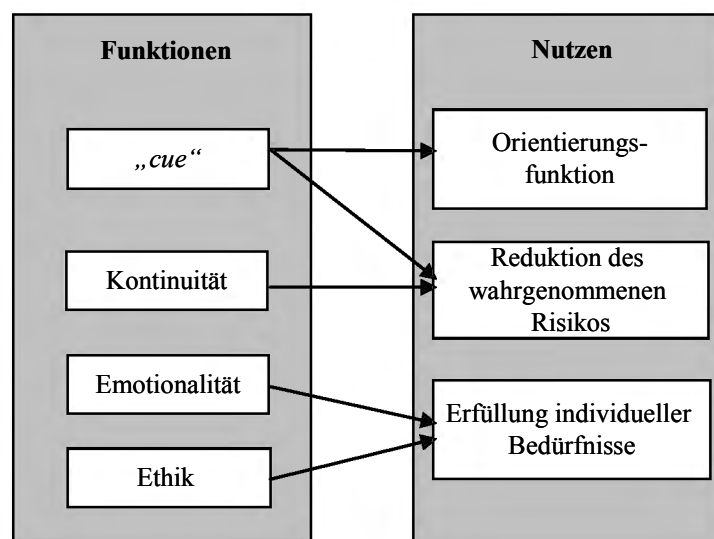 Funktionen
„cue“
Kontinuität
Emotionalität
Ethik
Nutzen
Orientierungs-
funktion
Reduktion des
wahrgenommenen
Risikos
Erfüllung individueller
Bedürfnisse